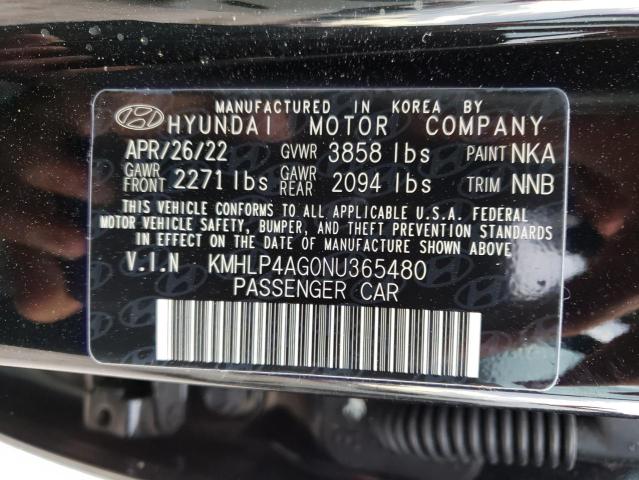 MANUFACTURED IN KOREA BY
HYUNDAI MOTOR COMPANY
APR/26/22 GVWR 3858 lbs PAINT NKA
GAWR FRONT 2271 lbs GAWR REAR 2094 lbs TRIM NNB
THIS VEHICLE CONFORMS TO ALL APPLICABLE U.S.A. FEDERAL
MOTOR VEHICLE SAFETY, BUMPER, AND THEFT PREVENTION STANDARDS
IN EFFECT ON THE DATE OF MANUFACTURE SHOWN ABOVE.
V.I.N KMHLP4AG0NU365480
PASSENGER CAR